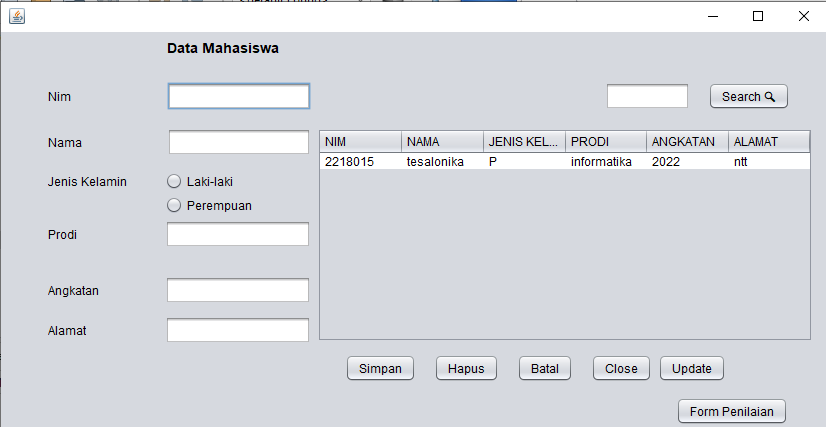 Data Mahasiswa
Nim
Search
Nama
Jenis Kelamin
Laki-laki
Perempuan
Prodi
Angkatan
Alamat
NIM NAMA JENIS KEL... PRODI ANGKATAN ALAMAT
2218015 tesalonika P informatika 2022 ntt
Simpan Hapus Batal Close Update
Form Penilaian